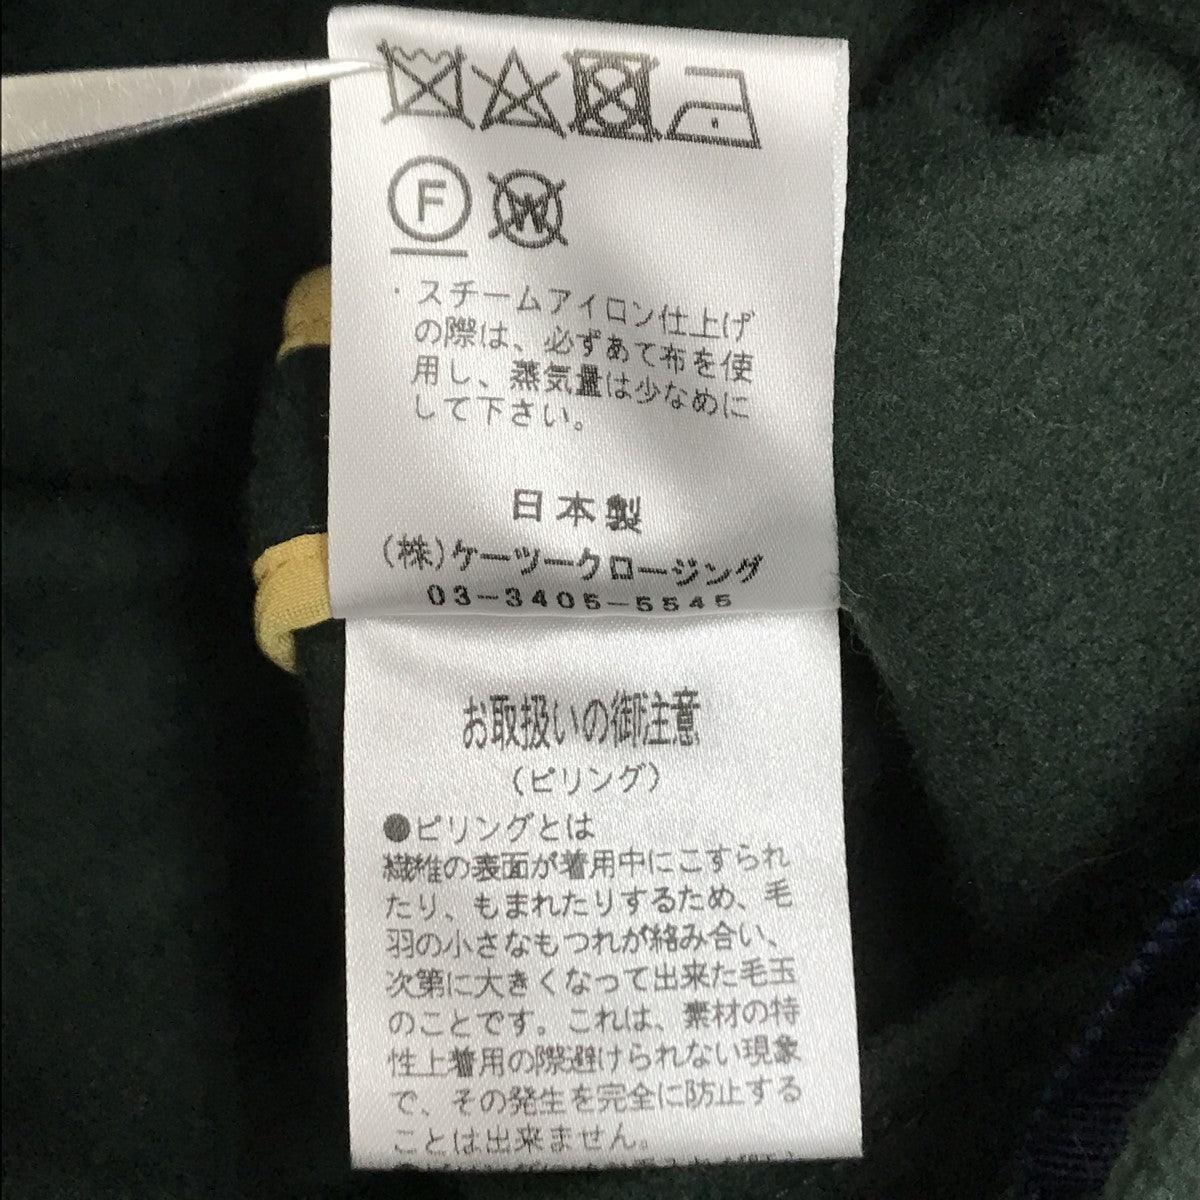 F W
・スチームアイロン仕上げ
の際は、必ずあて布を使
用し、蒸気量は少なめに
して下さい。
日本製
(株)ケーツークロージング
03-3405-5545
お取扱いの御注意
(ピリング)
●ピリングとは
繊維の表面が着用中にこすられ
たり、もまれたりするため、毛
羽の小さなもつれが絡み合い、
次第に大きくなって出来た毛玉
のことです。これは、素材の特
性上着用の際避けられない現象
で、その発生を完全に防止する
ことは出来ません。